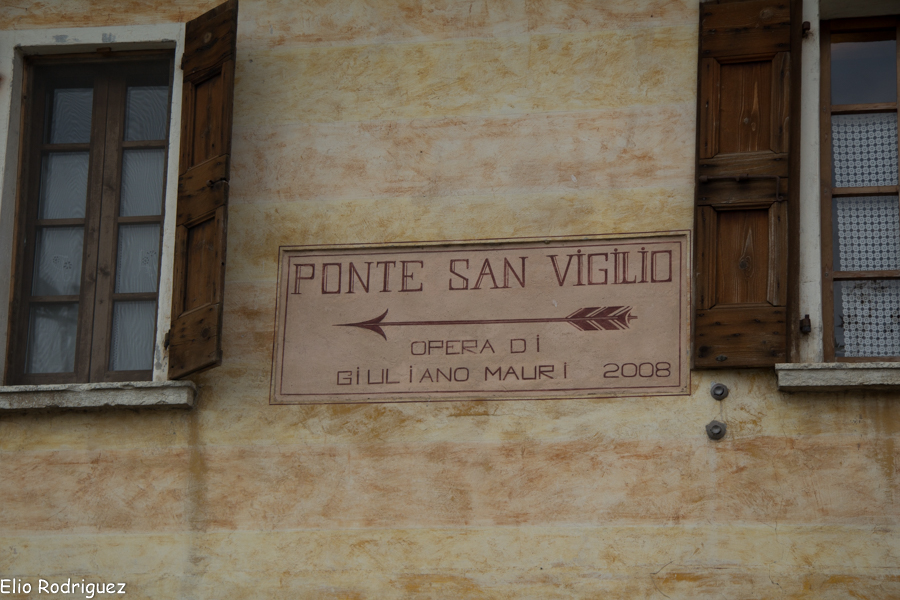 PONTE SAN VIGILIO
OPERA DI
GIULIANO MAURI 2008
Elio Rodriguez